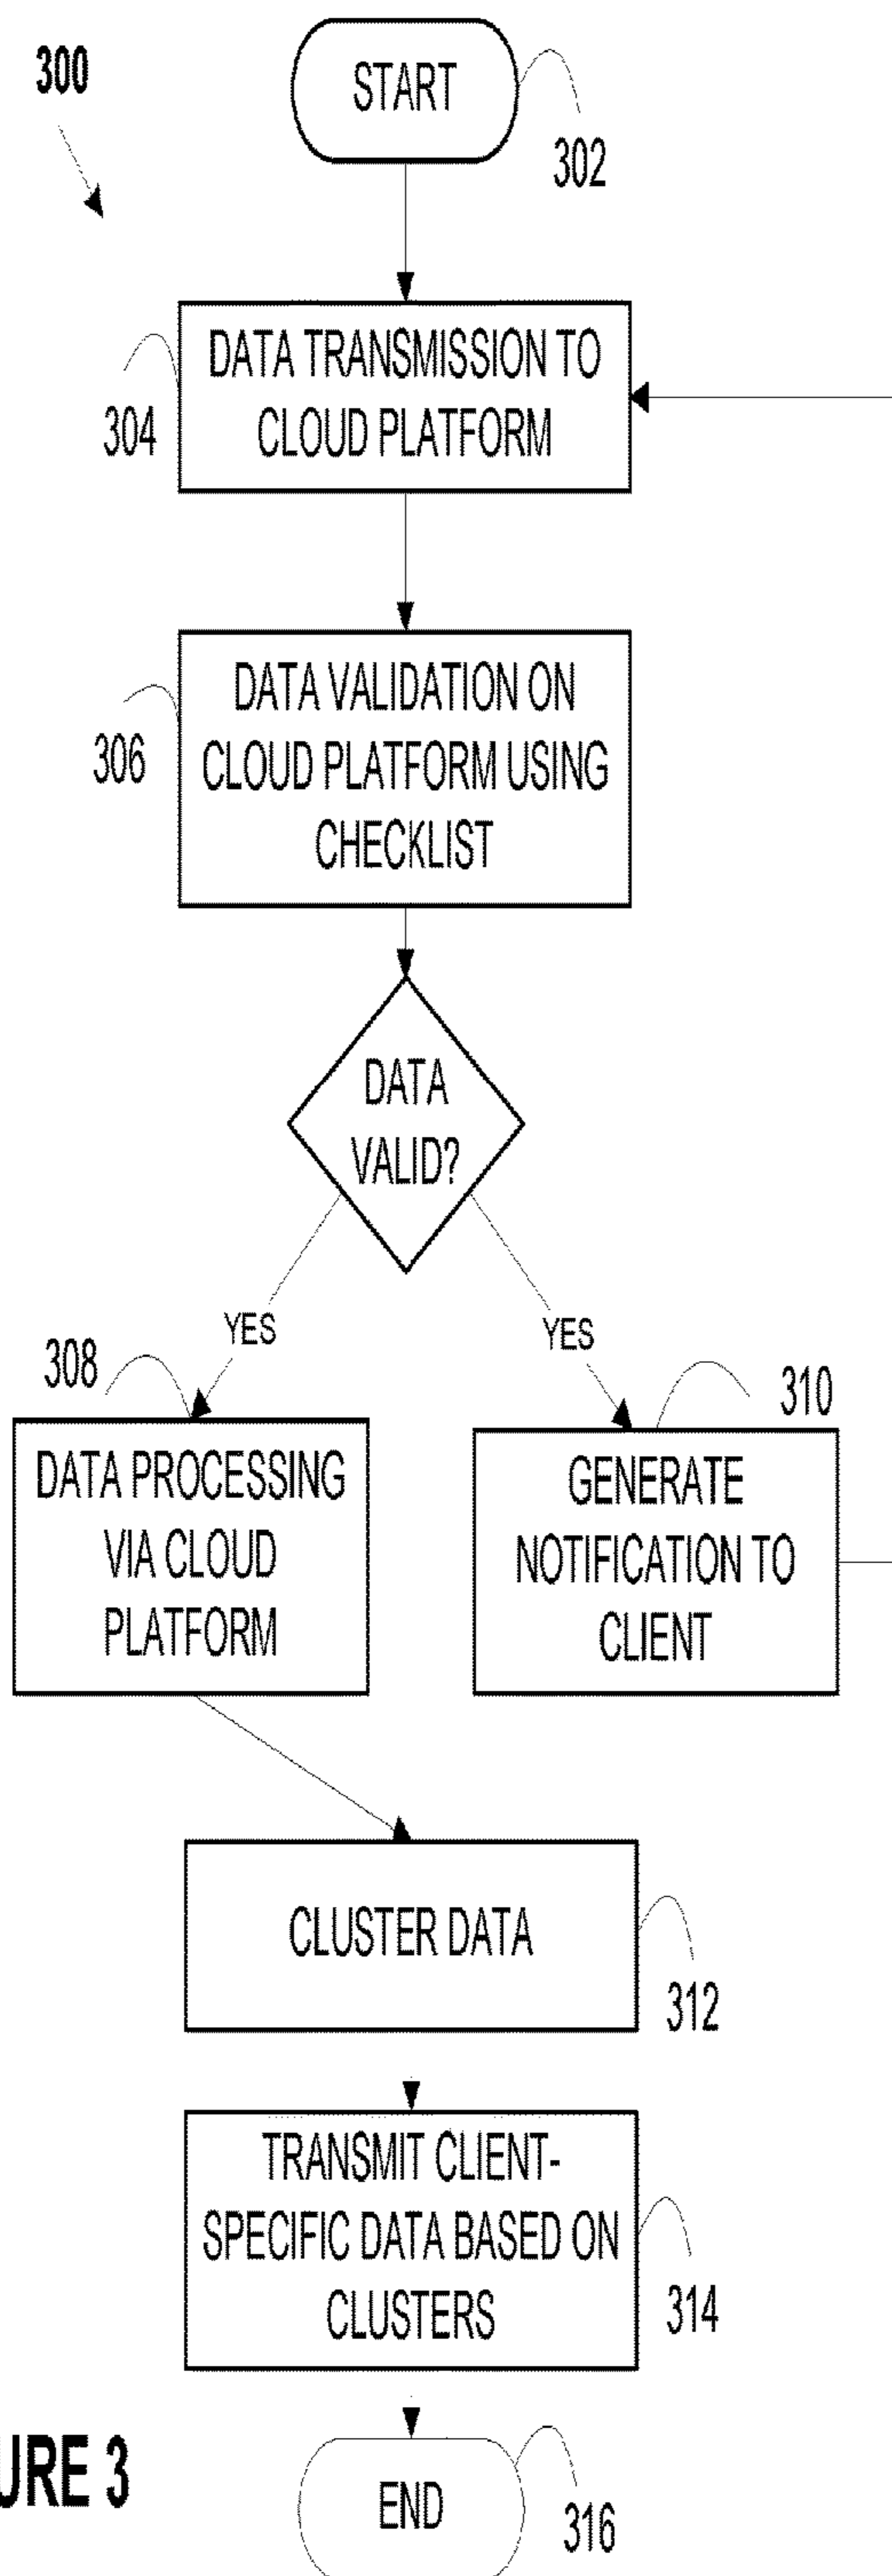 300
START
302
DATA TRANSMISSION TO
CLOUD PLATFORM
304
DATA VALIDATION ON
CLOUD PLATFORM USING
CHECKLIST
306
DATA
VALID?
YES
YES
308
310
DATA PROCESSING
VIA CLOUD
PLATFORM
GENERATE
NOTIFICATION TO
CLIENT
CLUSTER DATA
312
TRANSMIT CLIENT-
SPECIFIC DATA BASED ON
CLUSTERS
314
URE 3
END
316